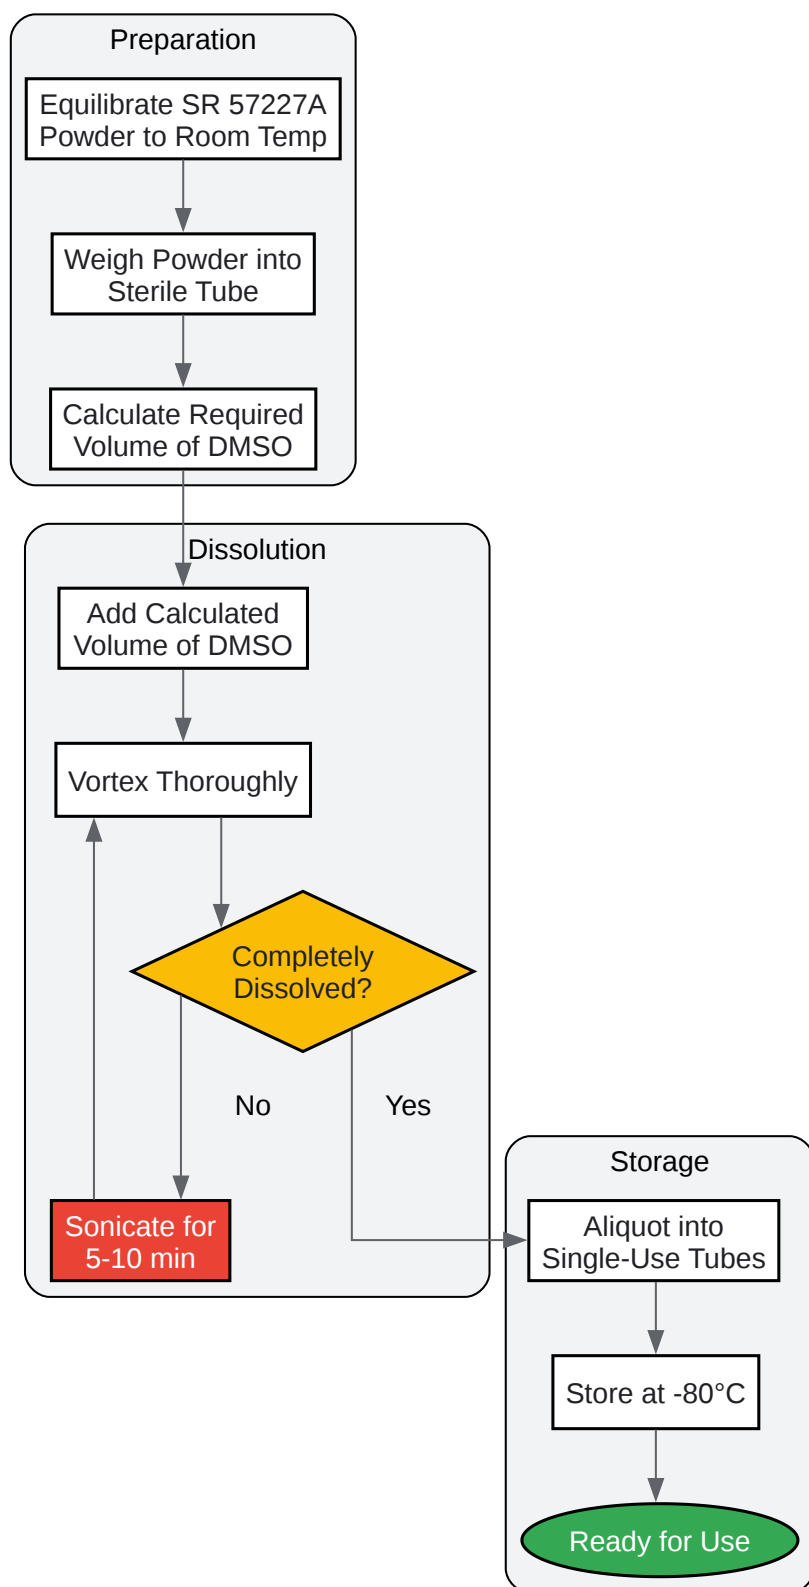 Preparation
Equilibrate SR 57227A
Powder to Room Temp
Weigh Powder into
Sterile Tube
Calculate Required
Volume of DMSO
Dissolution
Add Calculated
Volume of DMSO
Vortex Thoroughly
Completely
Dissolved?
No
Yes
Sonicate for
5-10 min
Storage
Aliquot into
Single-Use Tubes
Store at -80°C
Ready for Use